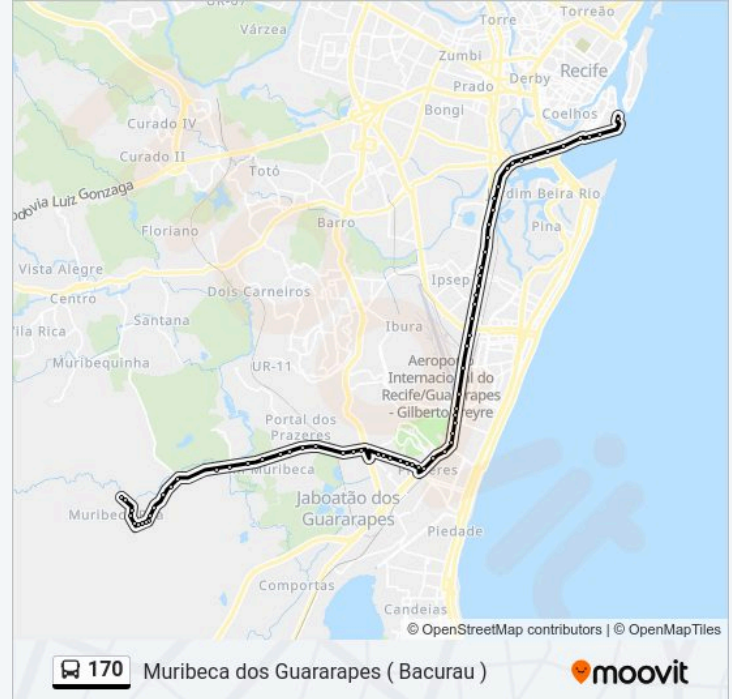 UR-07
Torreão
Torre
Várzea
Zumbi
Recife
Derby
Prado
Bongi
Coelhos
Curado IV
Curado II
Totó
Rodovia Luiz Gonzaga
Jardim Beira Rio
Barro
Pina
Floriano
Vista Alegre
Ipsep
Dois Carneiros
Centro
Santana
Vila Rica
Ibura
Muribequinha
UR-11
Aeroporto
Internacional do
Recife/Guararapes
- Gilberto Freyre
Portal dos
Prazeres
Muribeca
Prazeres
Jaboatão dos
Guararapes
Muribeca
Piedade
Comportas
Candeias
© OpenStreetMap contributors | © OpenMapTiles
170 Muribeca dos Guararapes ( Bacurau )
moovit